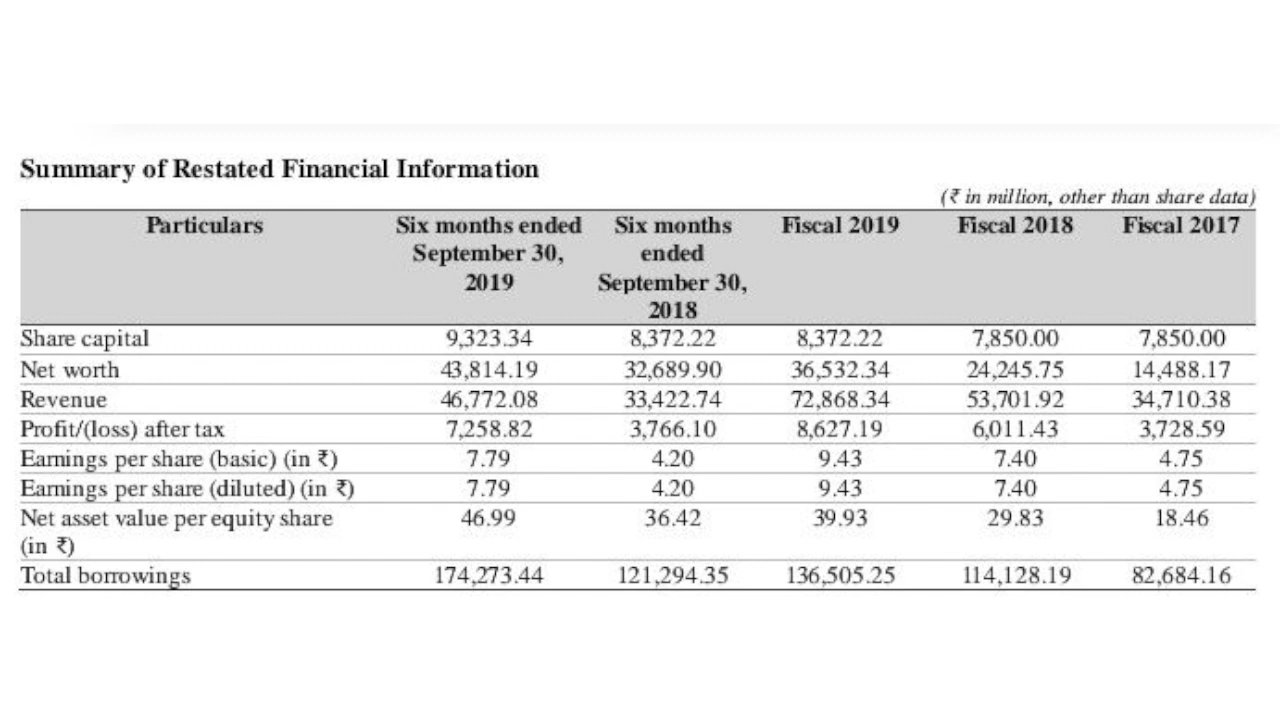 Summary of Restated Financial Information
(₹ in million, other than share data)
Particulars Six months ended September 30, 2019 Six months ended September 30, 2018 Fiscal 2019 Fiscal 2018 Fiscal 2017
Share capital 9,323.34 8,372.22 8,372.22 7,850.00 7,850.00
Net worth 43,814.19 32,689.90 36,532.34 24,245.75 14,488.17
Revenue 46,772.08 33,422.74 72,868.34 53,701.92 34,710.38
Profit/(loss) after tax 7,258.82 3,766.10 8,627.19 6,011.43 3,728.59
Earnings per share (basic) (in ₹) 7.79 4.20 9.43 7.40 4.75
Earnings per share (diluted) (in ₹) 7.79 4.20 9.43 7.40 4.75
Net asset value per equity share 46.99 36.42 39.93 29.83 18.46
(in ₹)
Total borrowings 174,273.44 121,294.35 136,505.25 114,128.19 82,684.16